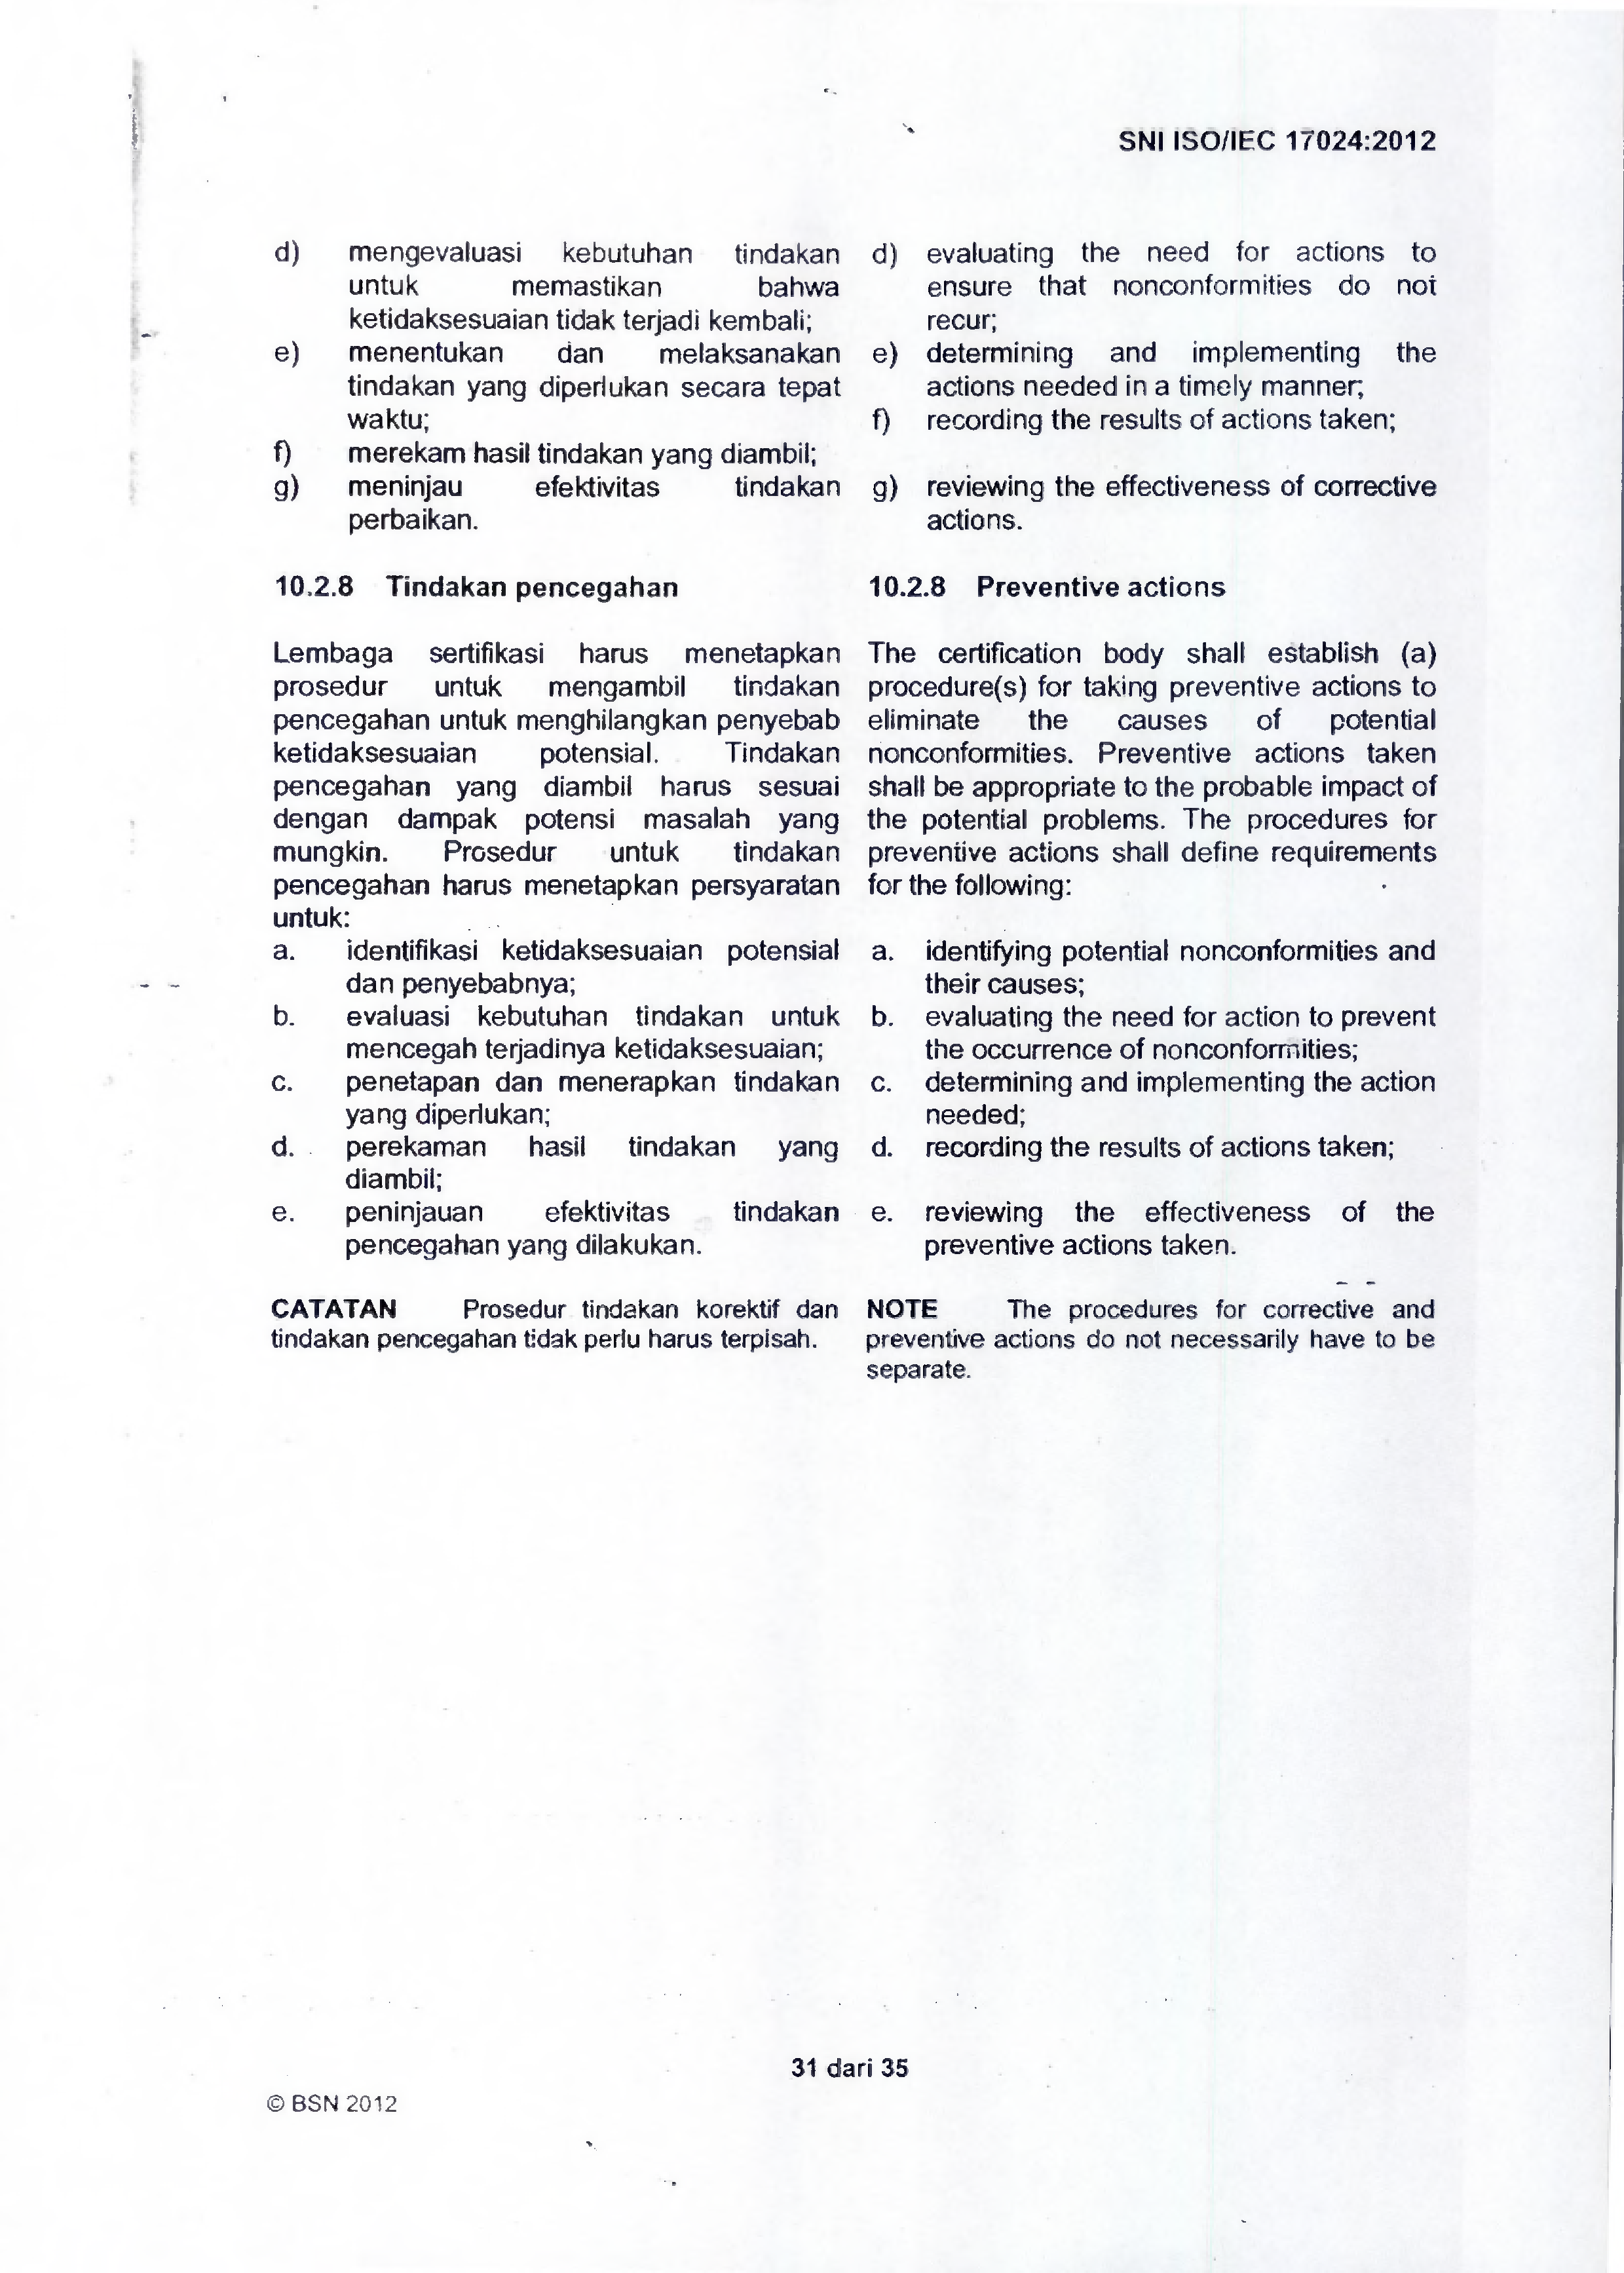 SNI ISO/IEC 17024:2012
d) mengevaluasi kebutuhan tindakan
untuk memastikan bahwa
ketidaksesuaian tidak terjadi kembali;
e) menentukan dan melaksanakan
tindakan yang diperlukan secara tepat
waktu;
f) merekam hasil tindakan yang diambil;
g) meninjau efektivitas tindakan
perbaikan.
10.2.8 Tindakan pencegahan
Lembaga sertifikasi harus menetapkan
prosedur untuk mengambil tindakan
pencegahan untuk menghilangkan penyebab
ketidaksesuaian potensial. Tindakan
pencegahan yang diambil harus sesuai
dengan dampak potensi masalah yang
mungkin. Prosedur untuk tindakan
pencegahan harus menetapkan persyaratan
untuk:
a. identifikasi ketidaksesuaian potensial
dan penyebabnya;
b. evaluasi kebutuhan tindakan untuk
mencegah terjadinya ketidaksesuaian;
c. penetapan dan menerapkan tindakan
yang diperlukan;
d. perekaman hasil tindakan yang
diambil;
e. peninjauan efektivitas tindakan
pencegahan yang dilakukan.
CATATAN Prosedur tindakan korektif dan
tindakan pencegahan tidak perlu harus terpisah.
d) evaluating the need for actions to
ensure that nonconformities do not
recur;
e) determining and implementing the
actions needed in a timely manner;
f) recording the results of actions taken;
g) reviewing the effectiveness of corrective
actions.
10.2.8 Preventive actions
The certification body shall establish (a)
procedure(s) for taking preventive actions to
eliminate the causes of potential
nonconformities. Preventive actions taken
shall be appropriate to the probable impact of
the potential problems. The procedures for
preventive actions shall define requirements
for the following:
a. identifying potential nonconformities and
their causes;
b. evaluating the need for action to prevent
the occurrence of nonconformities;
c. determining and implementing the action
needed;
d. recording the results of actions taken;
e. reviewing the effectiveness of the
preventive actions taken.
NOTE The procedures for corrective and
preventive actions do not necessarily have to be
separate.
31 dari 35
© BSN 2012